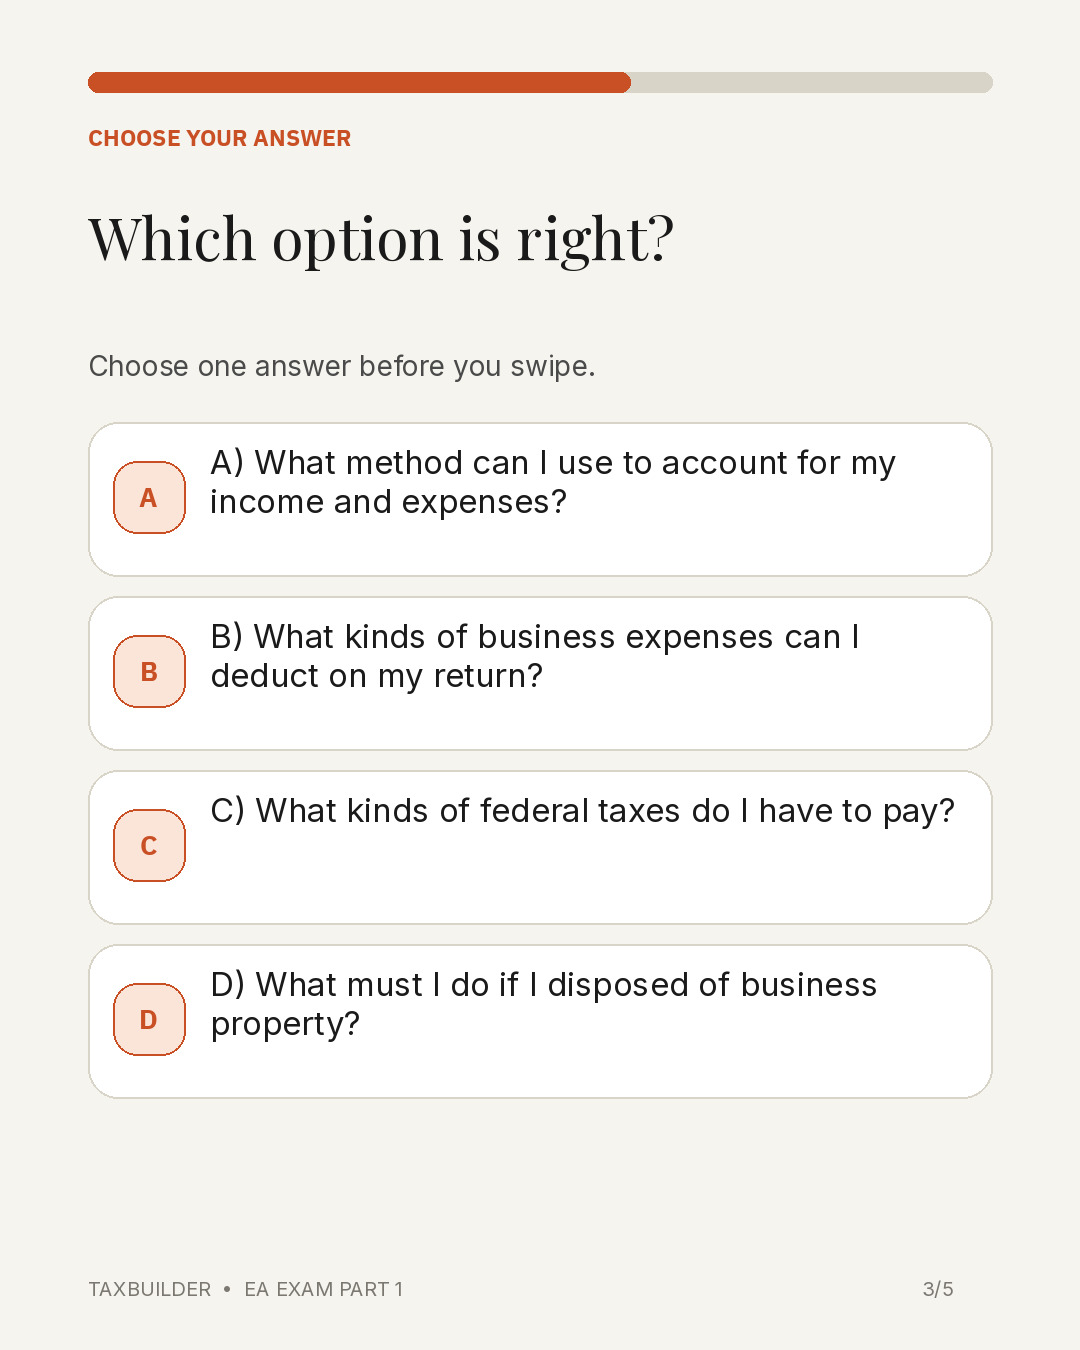 CHOOSE YOUR ANSWER
Which option is right?
Choose one answer before you swipe.
A
A) What method can I use to account for my
income and expenses?
B
B) What kinds of business expenses can I
deduct on my return?
C
C) What kinds of federal taxes do I have to pay?
D
D) What must I do if I disposed of business
property?
TAXBUILDER • EA EXAM PART 1
3/5